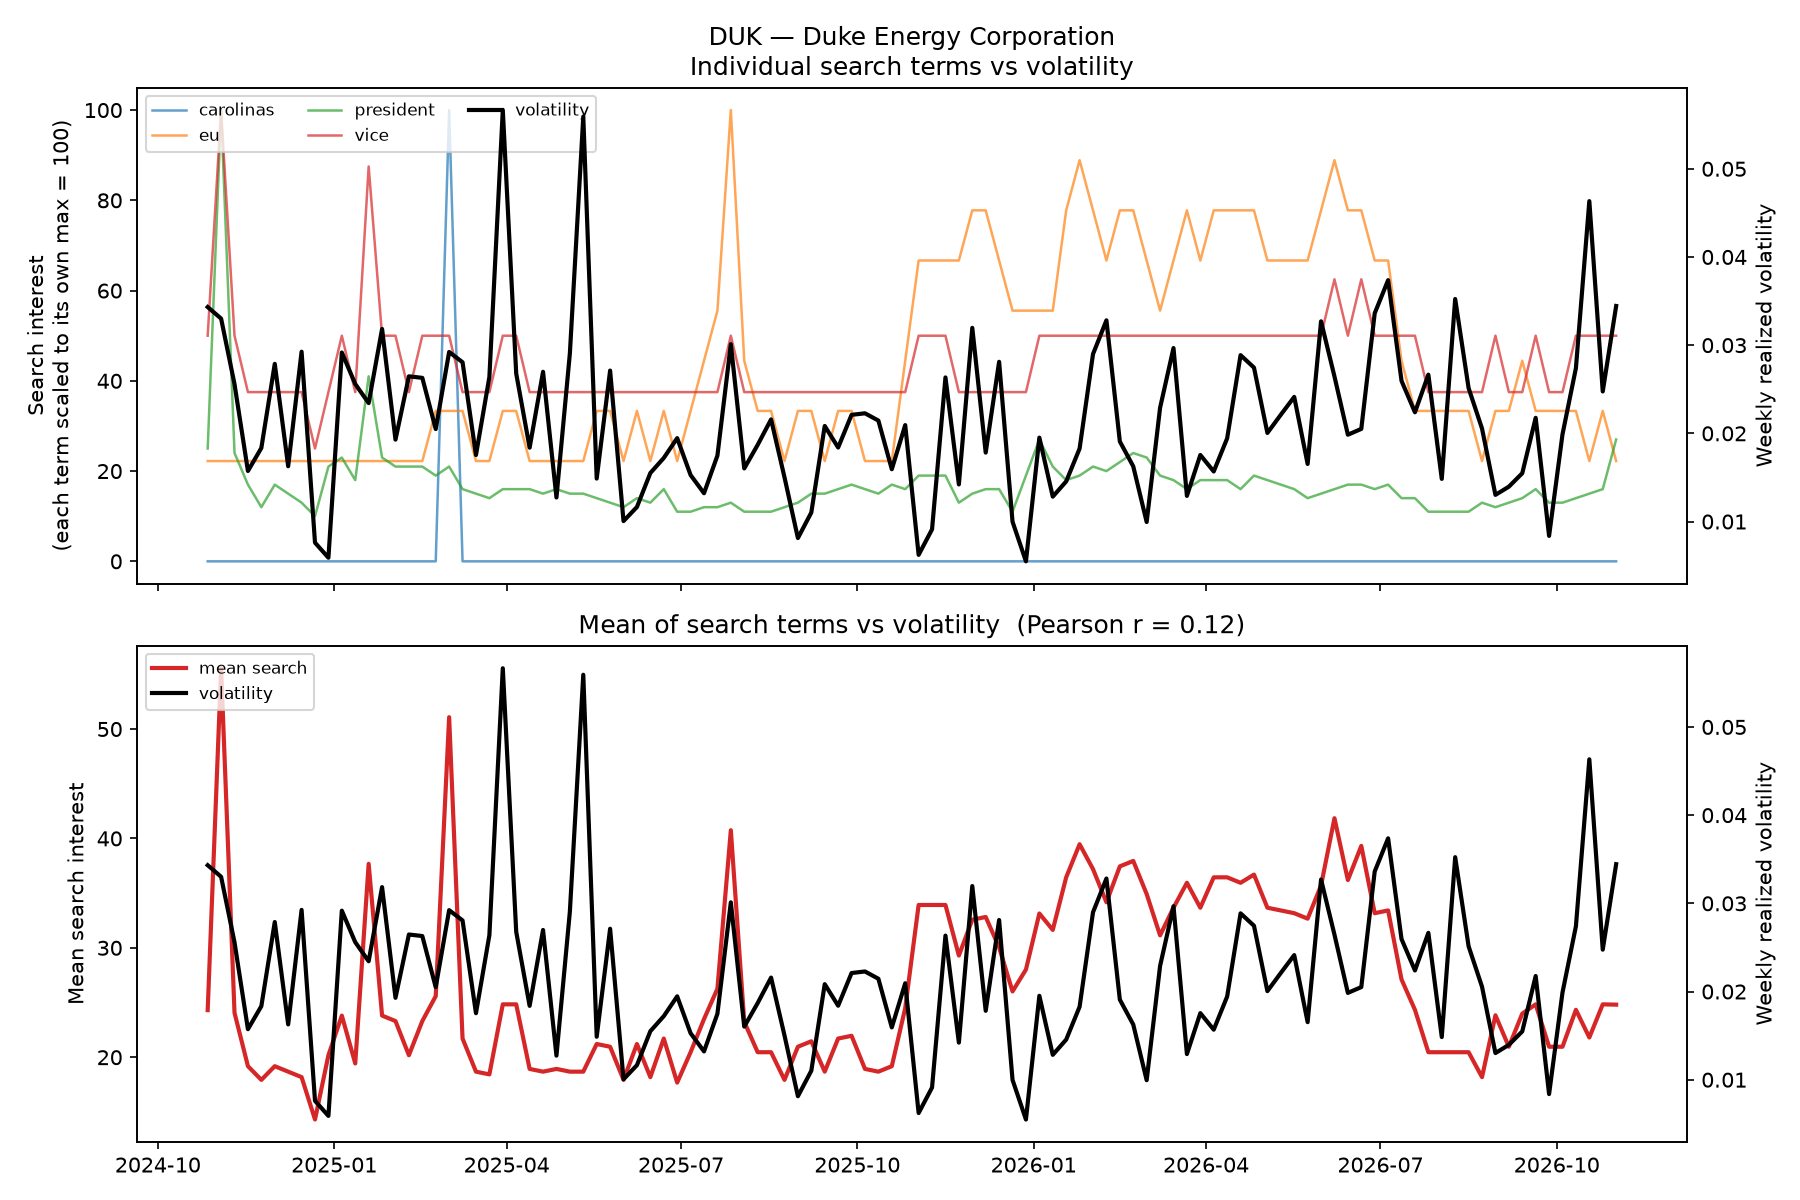 DUK — Duke Energy Corporation
Individual search terms vs volatility
carolinas
eu
president
vice
volatility
Search interest
(each term scaled to its own max = 100)
100
80
60
40
20
0
0.05
0.04
0.03
0.02
0.01
Weekly realized volatility
Mean of search terms vs volatility (Pearson r = 0.12)
mean search
volatility
Mean search interest
50
40
30
20
0.05
0.04
0.03
0.02
0.01
Weekly realized volatility
2024-10
2025-01
2025-04
2025-07
2025-10
2026-01
2026-04
2026-07
2026-10